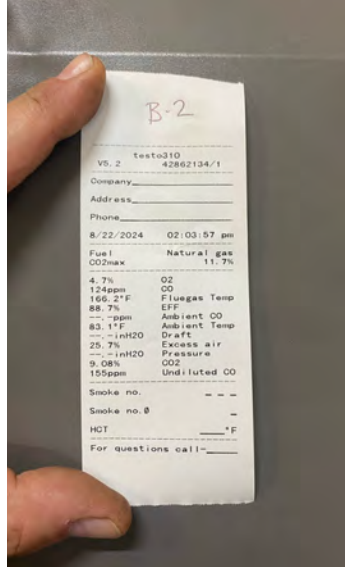 B-2
testo310
V5.2 42862134/1
Company
Address
Phone
8/22/2024 02:03:57 pm
Fuel Natural gas
CO2max 11.7%
4.7% O2
124ppm CO
166.2°F Fluegas Temp
88.7% EFF
--.-ppm Ambient CO
83.1°F Ambient Temp
--.-inH2O Draft
25.7% Excess air
--.-inH2O Pressure
9.08% CO2
155ppm Undiluted CO
Smoke no. _ _ _
Smoke no.0 _
HCT ____°F
For questions call-_____